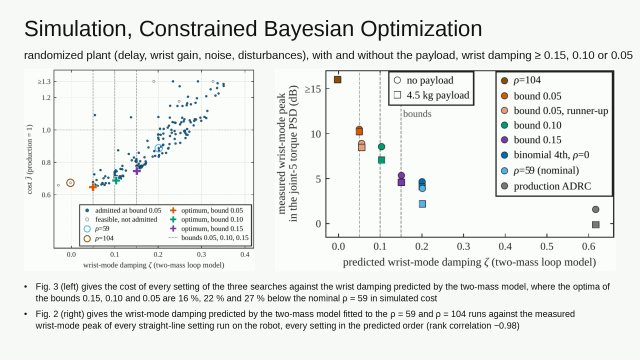 Simulation, Constrained Bayesian Optimization
randomized plant (delay, wrist gain, noise, disturbances), with and without the payload, wrist damping ≥ 0.15, 0.10 or 0.05
≥1.3
1.2
1.0
0.8
0.6
cost J̃ (production = 1)
admitted at bound 0.05
feasible, not admitted
ρ=59
ρ=104
optimum, bound 0.05
optimum, bound 0.10
optimum, bound 0.15
bounds 0.05, 0.10, 0.15
0.0 0.1 0.2 0.3 0.4
wrist-mode damping ζ (two-mass loop model)
measured wrist-mode peak
in the joint-5 torque PSD (dB)
≥15
10
5
0
no payload
4.5 kg payload
bounds
ρ=104
bound 0.05
bound 0.05, runner-up
bound 0.10
bound 0.15
binomial 4th, ρ=0
ρ=59 (nominal)
production ADRC
0.0 0.1 0.2 0.3 0.4 0.5 0.6
predicted wrist-mode damping ζ (two-mass loop model)
• Fig. 3 (left) gives the cost of every setting of the three searches against the wrist damping predicted by the two-mass model, where the optima of
the bounds 0.15, 0.10 and 0.05 are 16 %, 22 % and 27 % below the nominal ρ = 59 in simulated cost
• Fig. 2 (right) gives the wrist-mode damping predicted by the two-mass model fitted to the ρ = 59 and ρ = 104 runs against the measured
wrist-mode peak of every straight-line setting run on the robot, every setting in the predicted order (rank correlation −0.98)